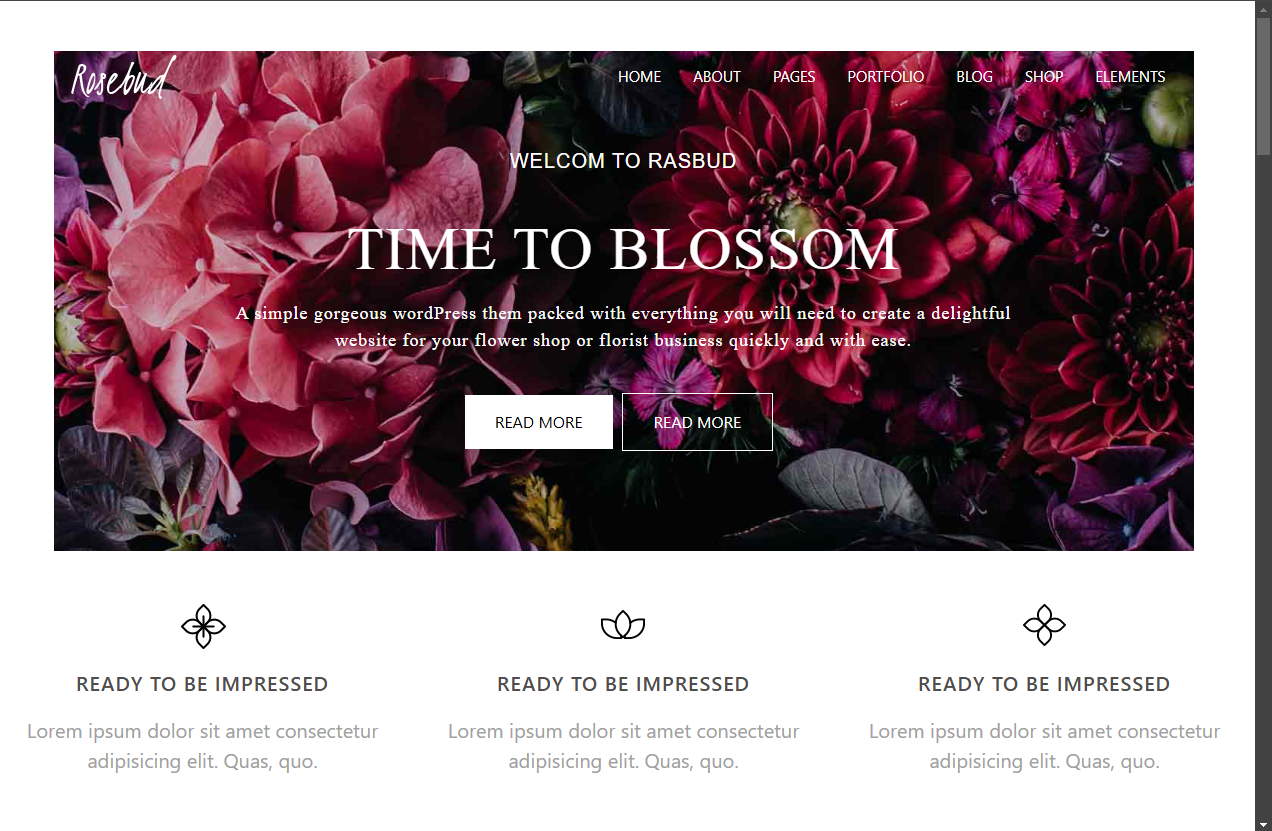 Rosebud
HOME ABOUT PAGES PORTFOLIO BLOG SHOP ELEMENTS
WELCOM TO RASBUD
TIME TO BLOSSOM
A simple gorgeous wordPress them packed with everything you will need to create a delightful
website for your flower shop or florist business quickly and with ease.
READ MORE READ MORE
READY TO BE IMPRESSED
Lorem ipsum dolor sit amet consectetur
adipisicing elit. Quas, quo.
READY TO BE IMPRESSED
Lorem ipsum dolor sit amet consectetur
adipisicing elit. Quas, quo.
READY TO BE IMPRESSED
Lorem ipsum dolor sit amet consectetur
adipisicing elit. Quas, quo.